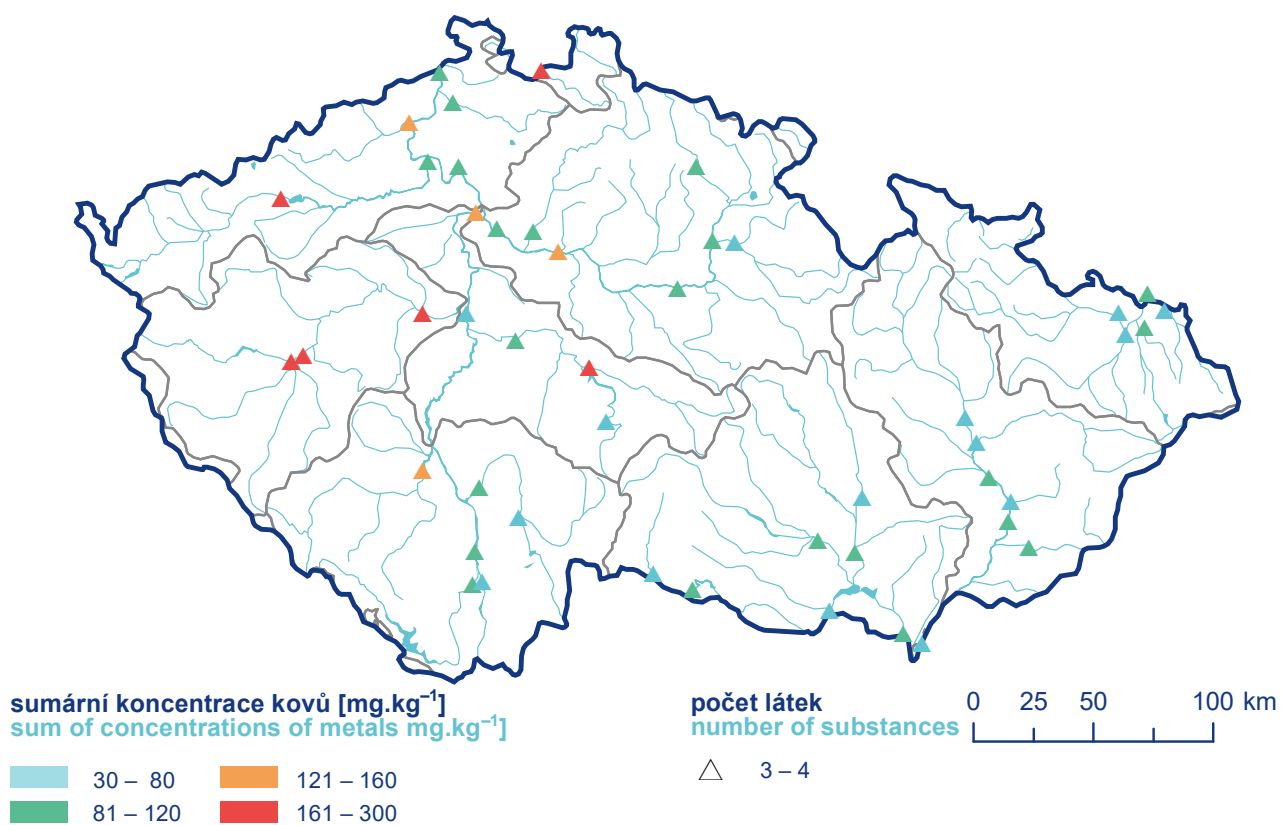 sumární koncentrace kovů [mg.kg⁻¹]
sum of concentrations of metals mg.kg⁻¹]
30 – 80
81 – 120
121 – 160
161 – 300
počet látek
number of substances
3 – 4
0 25 50 100 km